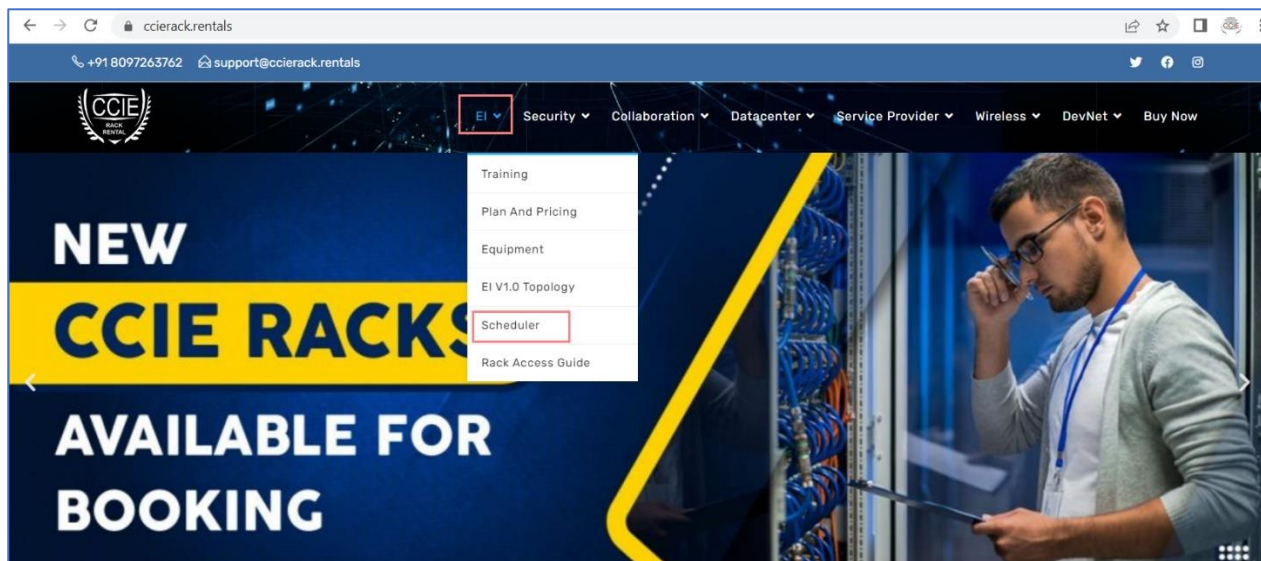 ccierack.rentals
+91 8097263762 support@ccierack.rentals
CCIE
RACK
RENTAL
EI Security Collaboration Datacenter Service Provider Wireless DevNet Buy Now
Training
Plan And Pricing
Equipment
EI V1.0 Topology
Scheduler
Rack Access Guide
NEW
CCIE RACKS
AVAILABLE FOR
BOOKING